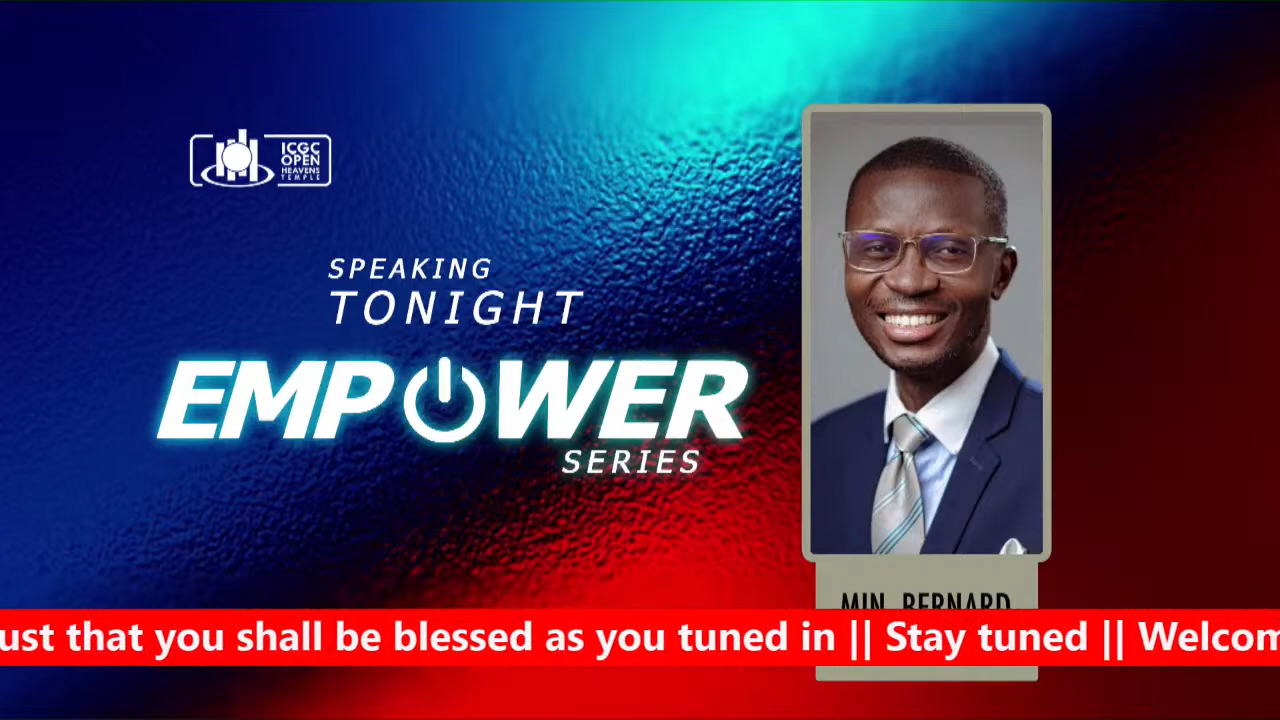 ICGC
OPEN
HEAVENS
TEMPLE
SPEAKING
TONIGHT
EMPOWER
SERIES
MIN. BERNARD
ust that you shall be blessed as you tuned in || Stay tuned || Welcom